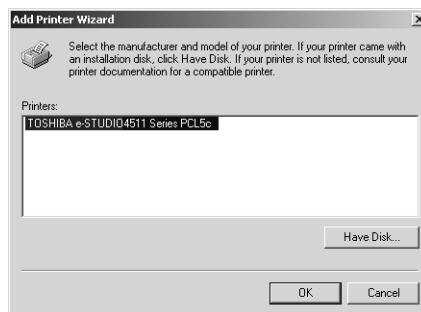 Add Printer Wizard
Select the manufacturer and model of your printer. If your printer came with
an installation disk, click Have Disk. If your printer is not listed, consult your
printer documentation for a compatible printer.
Printers:
TOSHIBA e-STUDIO4511 Series PCL5c
Have Disk...
OK
Cancel